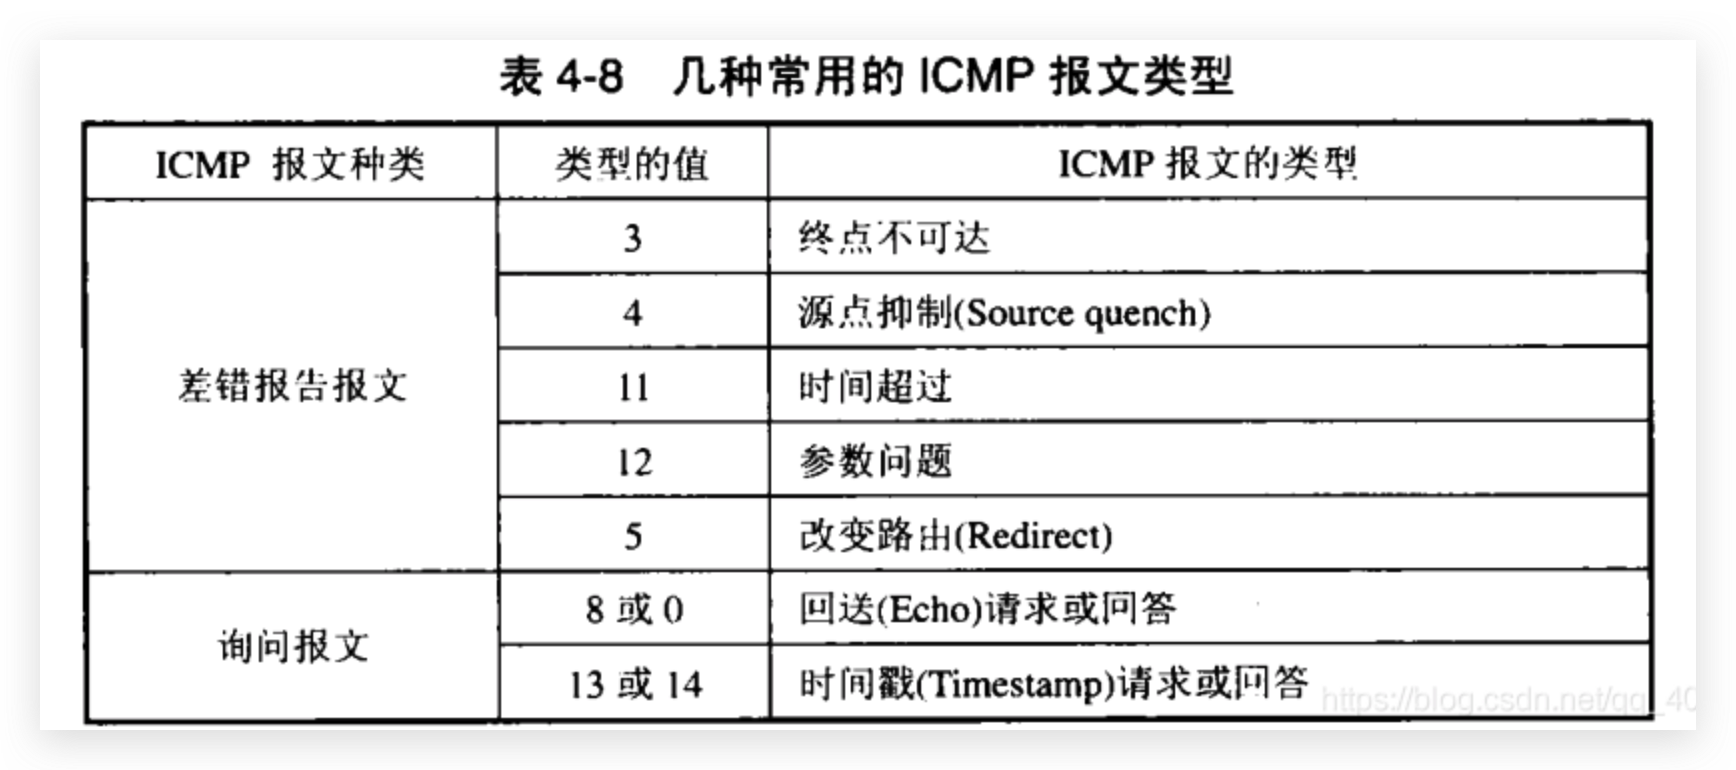 表 4-8 几种常用的 ICMP 报文类型
ICMP 报文种类 类型的值 ICMP 报文的类型
3 终点不可达
4 源点抑制(Source quench)
差错报告报文 11 时间超过
12 参数问题
5 改变路由(Redirect)
8 或 0 回送(Echo)请求或回答
询问报文
13 或 14 时间戳(Timestamp)请求或回答
https://blog.csdn.net/qq_40